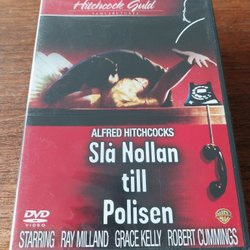 Hitchcock Guld
ALFRED HITCHCOCKS
Slå Nollan
till
Polisen
DVD
VIDEO
STARRING RAY MILLAND GRACE KELLY ROBERT CUMMINGS